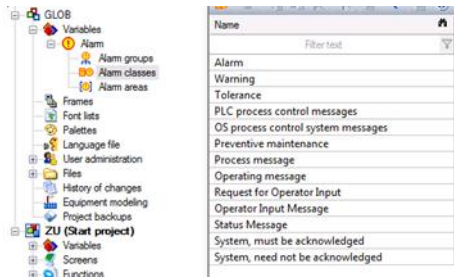 GLOB
Variables
Alarm
Alarm groups
Alarm classes
Alarm areas
Frames
Font lists
Palettes
Language file
User administration
Files
History of changes
Equipment modeling
Project backups
ZU (Start project)
Variables
Screens
Functions
Name
Filter text
Alarm
Warning
Tolerance
PLC process control messages
OS process control system messages
Preventive maintenance
Process message
Operating message
Request for Operator Input
Operator Input Message
Status Message
System, must be acknowledged
System, need not be acknowledged